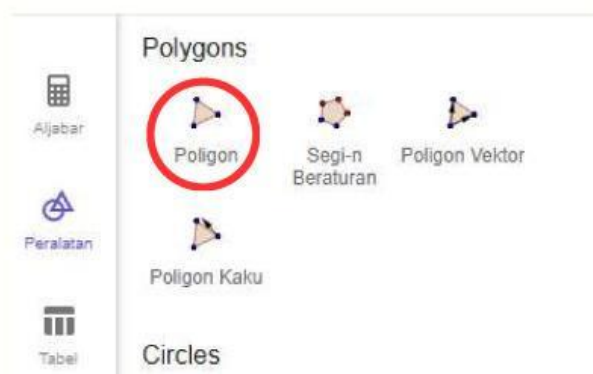 Polygons
Aljabar
Poligon
Segi-n
Beraturan
Poligon Vektor
Peralatan
Poligon Kaku
Tabel
Circles